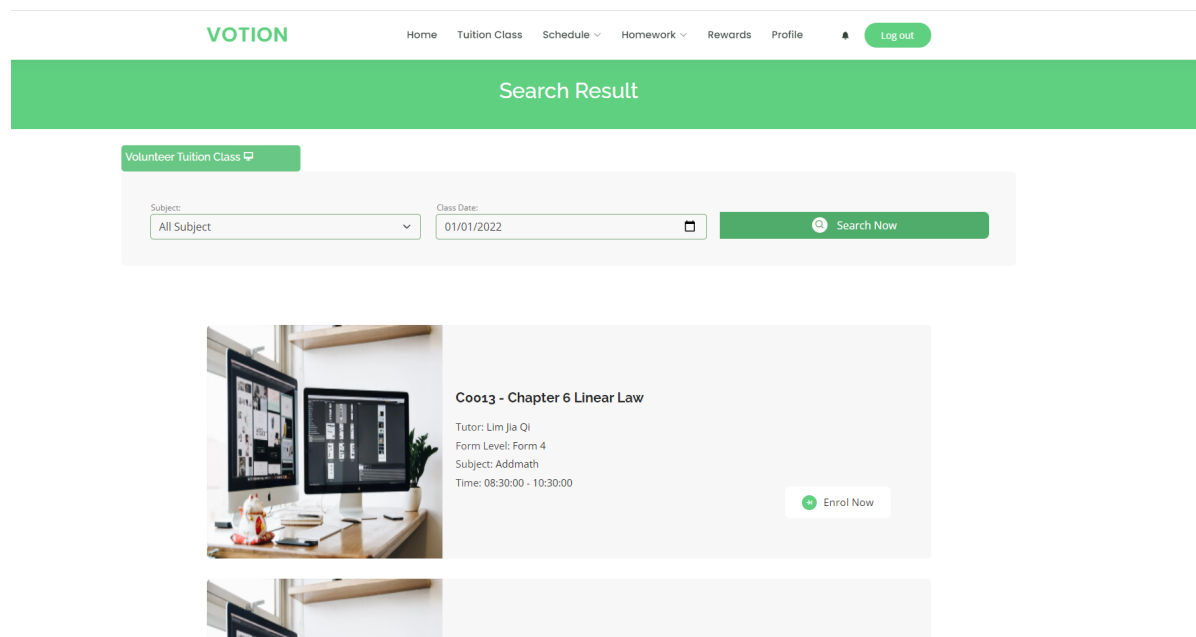 VOTION
Home Tuition Class Schedule Homework Rewards Profile Log out
Search Result
Volunteer Tuition Class
Subject: Class Date:
All Subject 01/01/2022 Search Now
C0013 - Chapter 6 Linear Law
Tutor: Lim Jia Qi
Form Level: Form 4
Subject: Addmath
Time: 08:30:00 - 10:30:00
Enrol Now